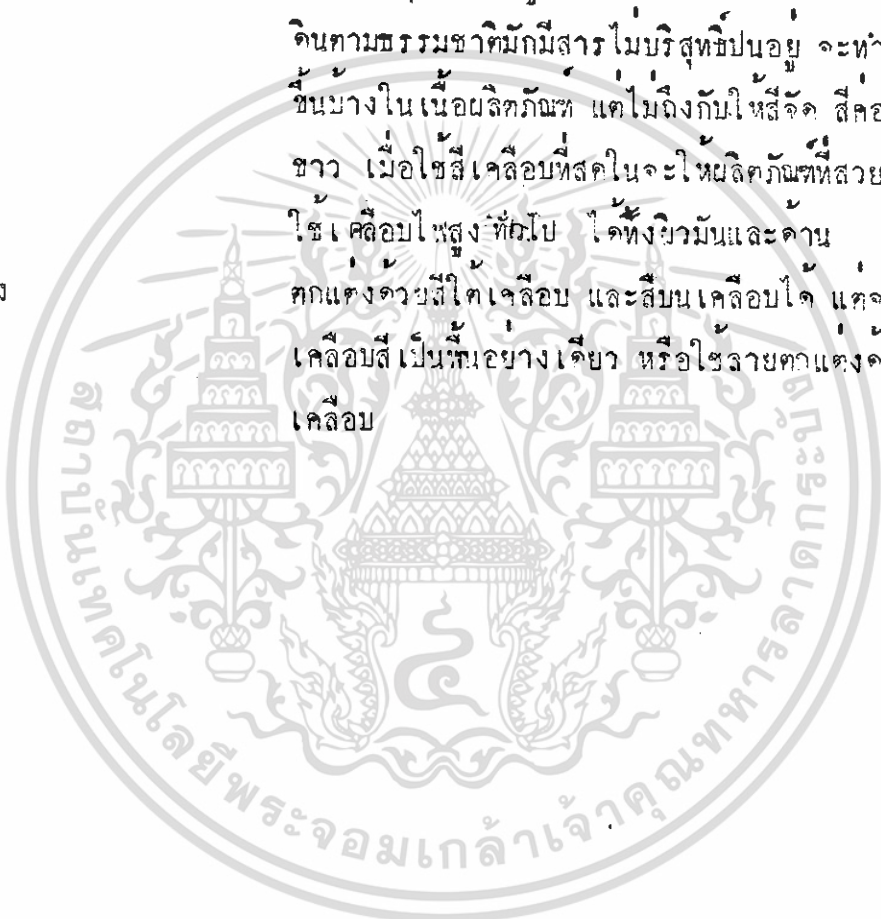 ดินตามธรรมชาติมักมีสารไม่บริสุทธิ์ปนอยู่ จะทำ
ขึ้นบ้างในเนื้อผลิตภัณฑ์ แต่ไม่ถึงกับให้สีจัด สีค่อ
ขาว เมื่อใช้สีเคลือบที่สดใสจะให้ผลิตภัณฑ์ที่สวย
ใช้เคลือบไฟสูงทั่วไป ได้ทั้งผิวมันและด้าน
ตกแต่งด้วยสีใต้เคลือบ และสีบนเคลือบได้ แต่จ
เคลือบสีเป็นพื้นอย่างเดียว หรือใช้ลายตกแต่งด้
เคลือบ
ง
สถาบันเทคโนโลยีพระจอมเกล้าเจ้าคุณทหารลาดกระบัง